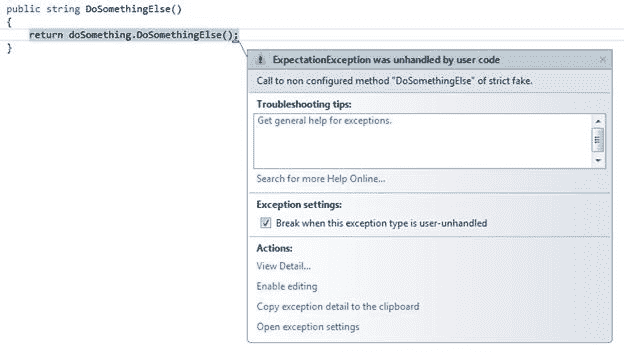 public string DoSomethingElse()
{
return doSomething.DoSomethingElse();
}
ExpectationException was unhandled by user code
Call to non configured method "DoSomethingElse" of strict fake.
Troubleshooting tips:
Get general help for exceptions.
Search for more Help Online...
Exception settings:
Break when this exception type is user-unhandled
Actions:
View Detail...
Enable editing
Copy exception detail to the clipboard
Open exception settings